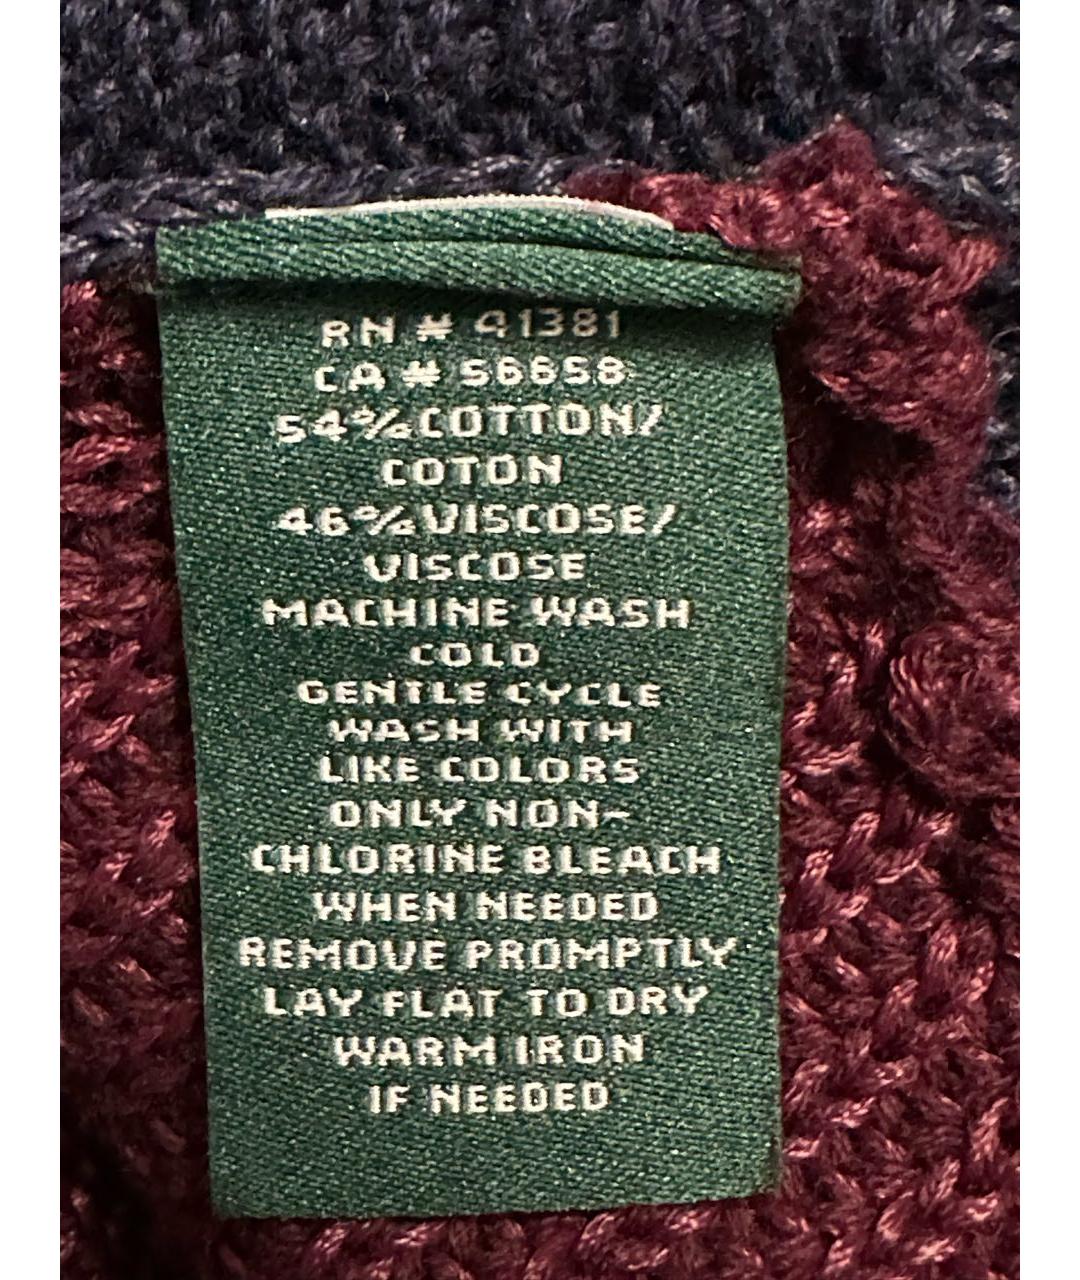 RN # 41381
CA # 56658
54%COTTON/
COTON
46%VISCOSE/
VISCOSE
MACHINE WASH
COLD
GENTLE CYCLE
WASH WITH
LIKE COLORS
ONLY NON-
CHLORINE BLEACH
WHEN NEEDED
REMOVE PROMPTLY
LAY FLAT TO DRY
WARM IRON
IF NEEDED